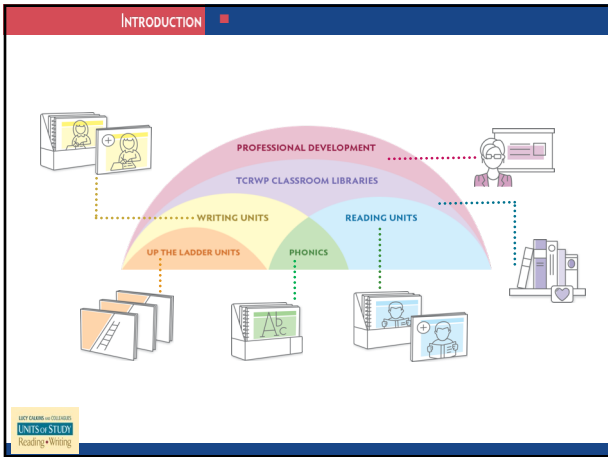 INTRODUCTION
PROFESSIONAL DEVELOPMENT
TCRWP CLASSROOM LIBRARIES
WRITING UNITS
READING UNITS
UP THE LADDER UNITS
PHONICS
Abc
LUCY CALKINS AND COLLEAGUES
UNITS OF STUDY
Reading • Writing